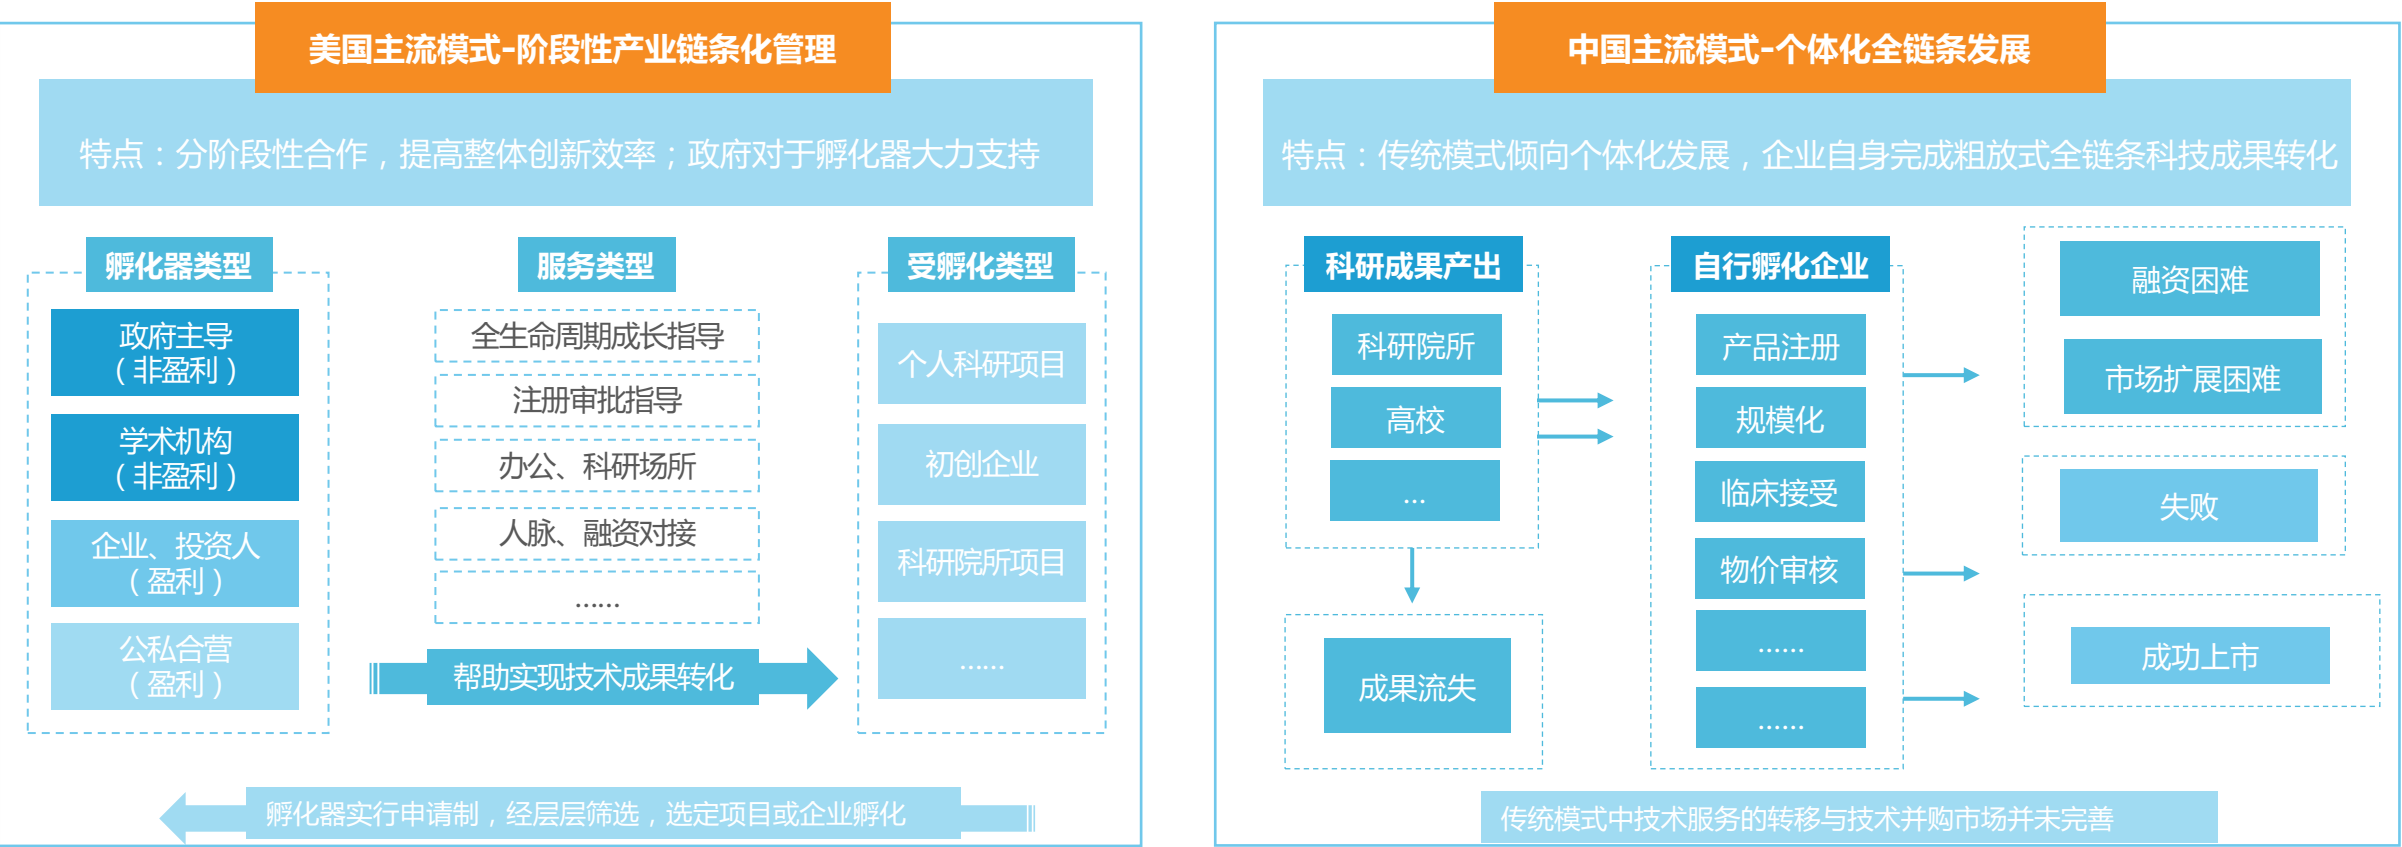 美国主流模式-阶段性产业链条化管理
特点：分阶段性合作，提高整体创新效率；政府对于孵化器大力支持
孵化器类型
政府主导
（非盈利）
学术机构
（非盈利）
企业、投资人
（盈利）
公私合营
（盈利）
服务类型
全生命周期成长指导
注册审批指导
办公、科研场所
人脉、融资对接
……
帮助实现技术成果转化
受孵化类型
个人科研项目
初创企业
科研院所项目
……
孵化器实行申请制，经层层筛选，选定项目或企业孵化
中国主流模式-个体化全链条发展
特点：传统模式倾向个体化发展，企业自身完成粗放式全链条科技成果转化
科研成果产出
科研院所
高校
...
成果流失
自行孵化企业
产品注册
规模化
临床接受
物价审核
……
……
融资困难
市场扩展困难
失败
成功上市
传统模式中技术服务的转移与技术并购市场并未完善